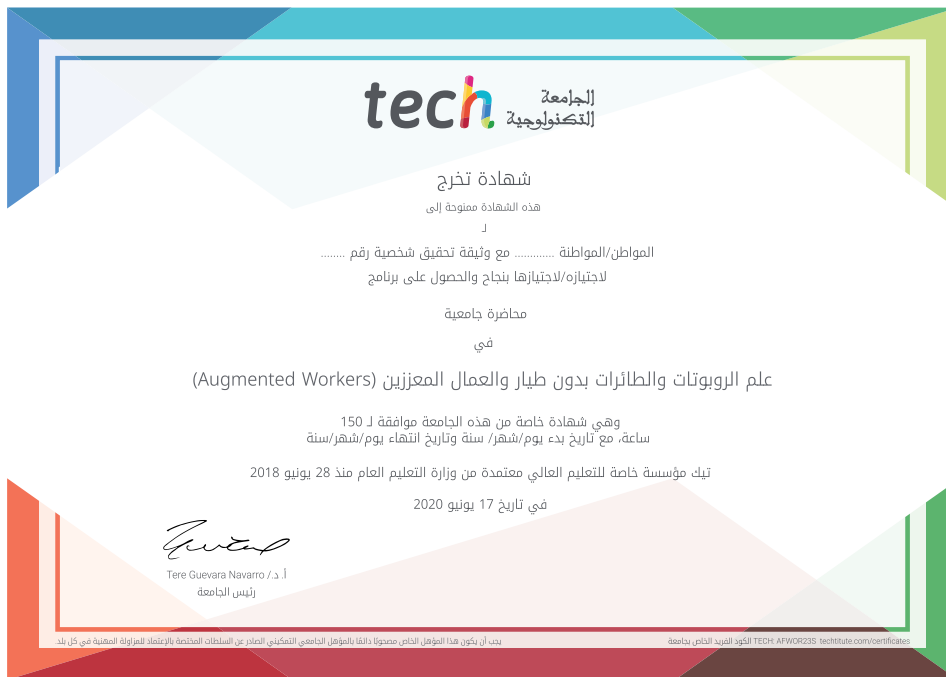 tech الجامعة
التكنولوجية
شهادة تخرج
هذه الشهادة ممنوحة إلى
لـ
المواطن/المواطنة ............ مع وثيقة تحقيق شخصية رقم ........
لاجتيازه/لاجتيازها بنجاح والحصول على برنامج
محاضرة جامعية
في
علم الروبوتات والطائرات بدون طيار والعمال المعززين (Augmented Workers)
وهي شهادة خاصة من هذه الجامعة موافقة لـ 150
ساعة، مع تاريخ بدء يوم/شهر/ سنة وتاريخ انتهاء يوم/شهر/سنة
تيك مؤسسة خاصة للتعليم العالي معتمدة من وزارة التعليم العام منذ 28 يونيو 2018
في تاريخ 17 يونيو 2020
أ .د./ Tere Guevara Navarro
رئيس الجامعة
يجب أن يكون هذا المؤهل الخاص مصحوبًا دائمًا بالمؤهل الجامعي التمكيني الصادر عن السلطات المختصة بالإعتماد للمزاولة المهنية في كل بلد.
الكود الفريد الخاص بجامعة TECH: AFWOR23S techtitute.com/certificates